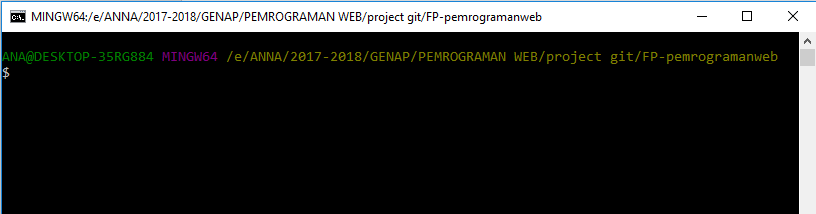 MINGW64:/e/ANNA/2017-2018/GENAP/PEMROGRAMAN WEB/project git/FP-pemrogramanweb
ANA@DESKTOP-35RG884 MINGW64 /e/ANNA/2017-2018/GENAP/PEMROGRAMAN WEB/project git/FP-pemrogramanweb
$